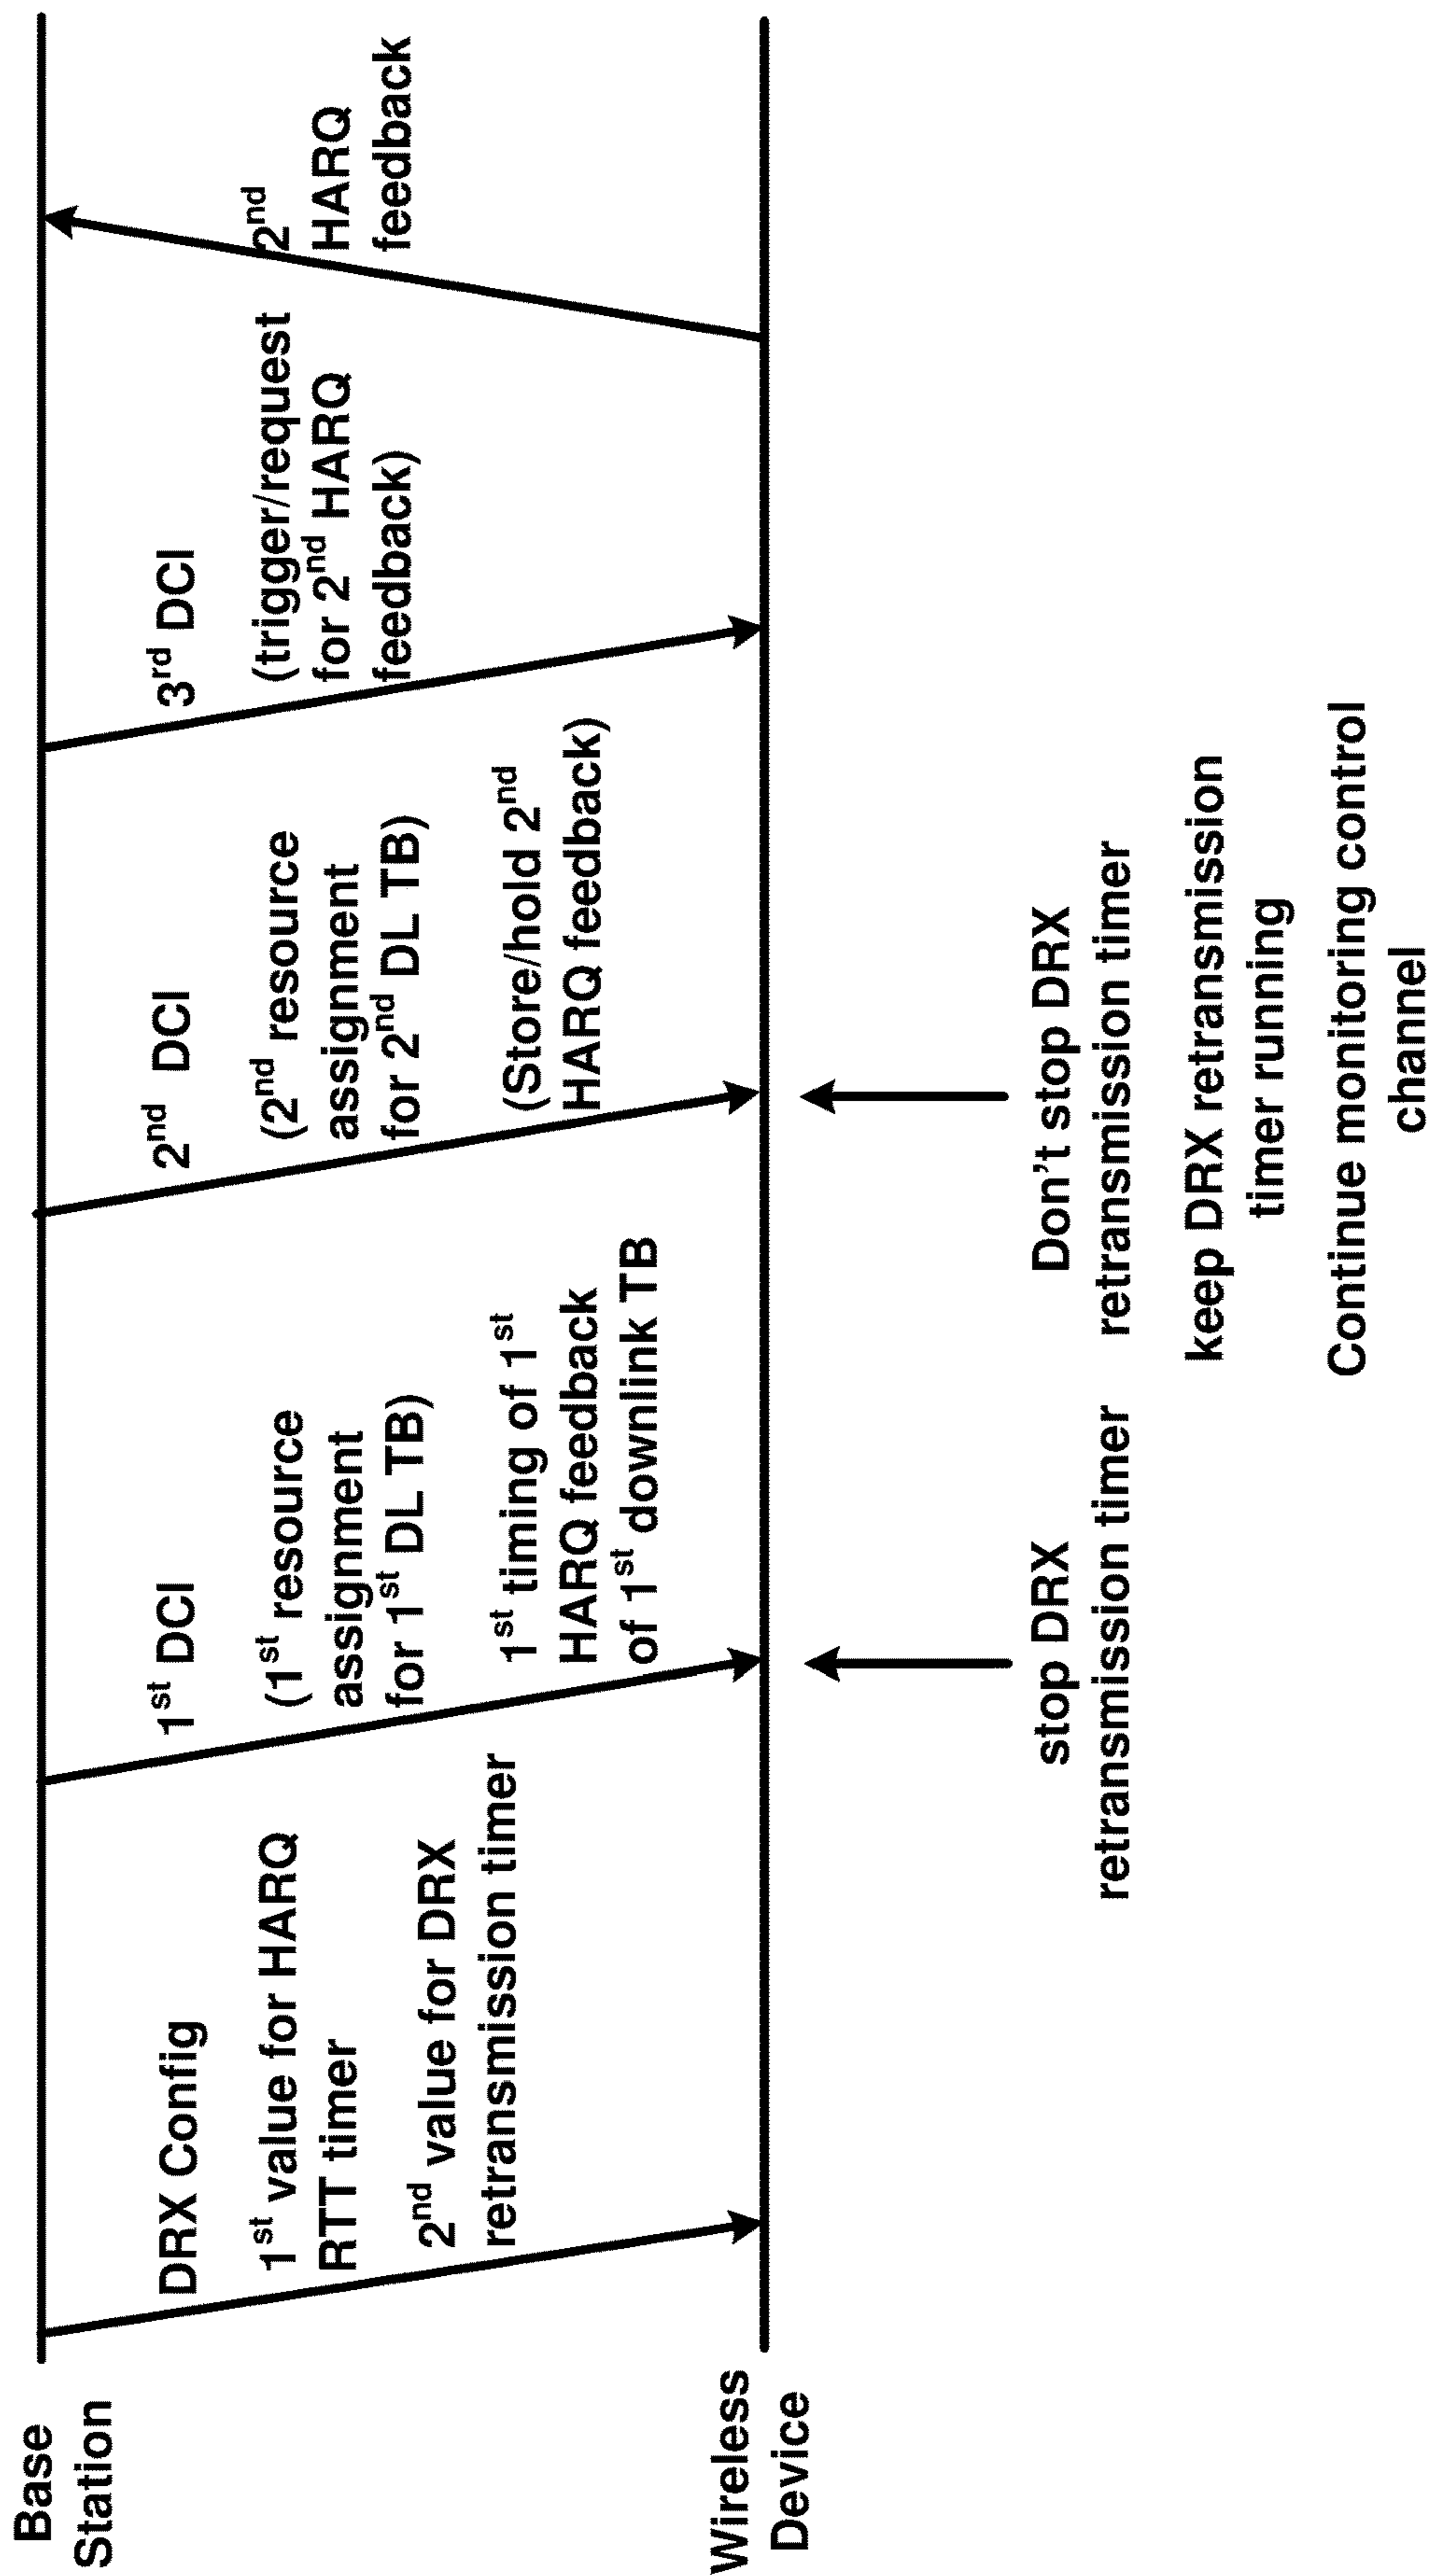 Base
Station
DRX Config
1st value for HARQ
RTT timer
2nd value for DRX
retransmission timer
1st DCI
(1st resource
assignment
for 1st DL TB)
1st timing of 1st
HARQ feedback
of 1st downlink TB
2nd DCI
(2nd resource
assignment
for 2nd DL TB)
(Store/hold 2nd
HARQ feedback)
3rd DCI
(trigger/request
for 2nd HARQ
feedback)
2nd
HARQ
feedback
Wireless
Device
stop DRX
retransmission timer
Don't stop DRX
retransmission timer
keep DRX retransmission
timer running
Continue monitoring control
channel